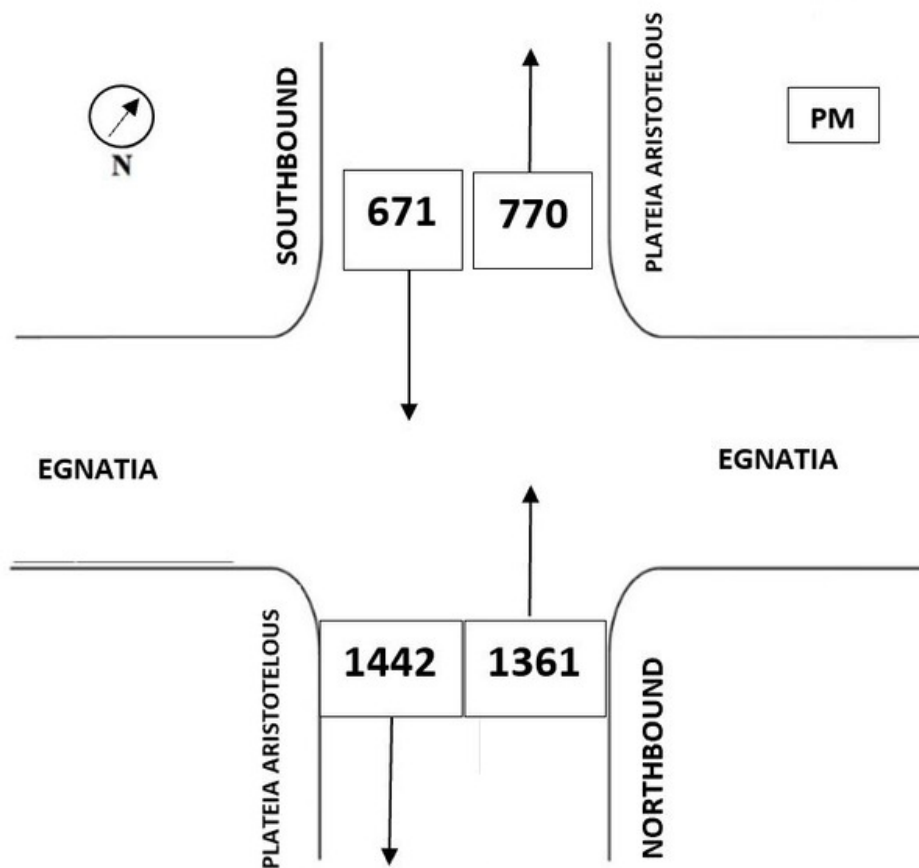 SOUTHBOUND
PLATEIA ARISTOTELOUS
PM
N
671
770
EGNATIA
EGNATIA
1442
1361
PLATEIA ARISTOTELOUS
NORTHBOUND